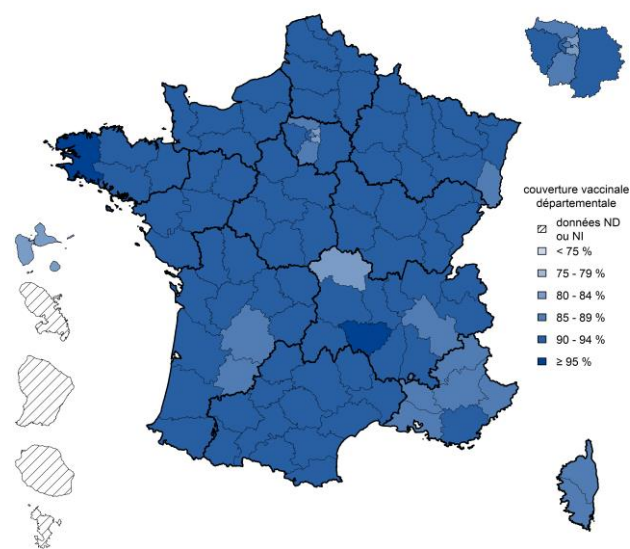 couverture vaccinale
départementale
données ND
ou NI
< 75 %
75 - 79 %
80 - 84 %
85 - 89 %
90 - 94 %
≥ 95 %